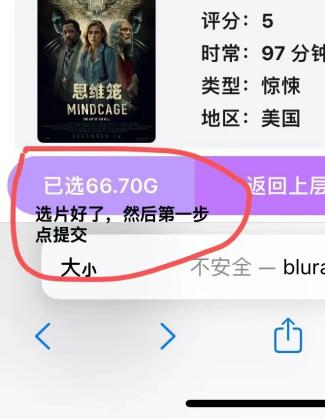 思维笼
MINDCAGE
评分：5
时常：97 分钟
类型：惊悚
地区：美国
已选66.70G
返回上层
选片好了，然后第一步
点提交
大小
不安全 — blura